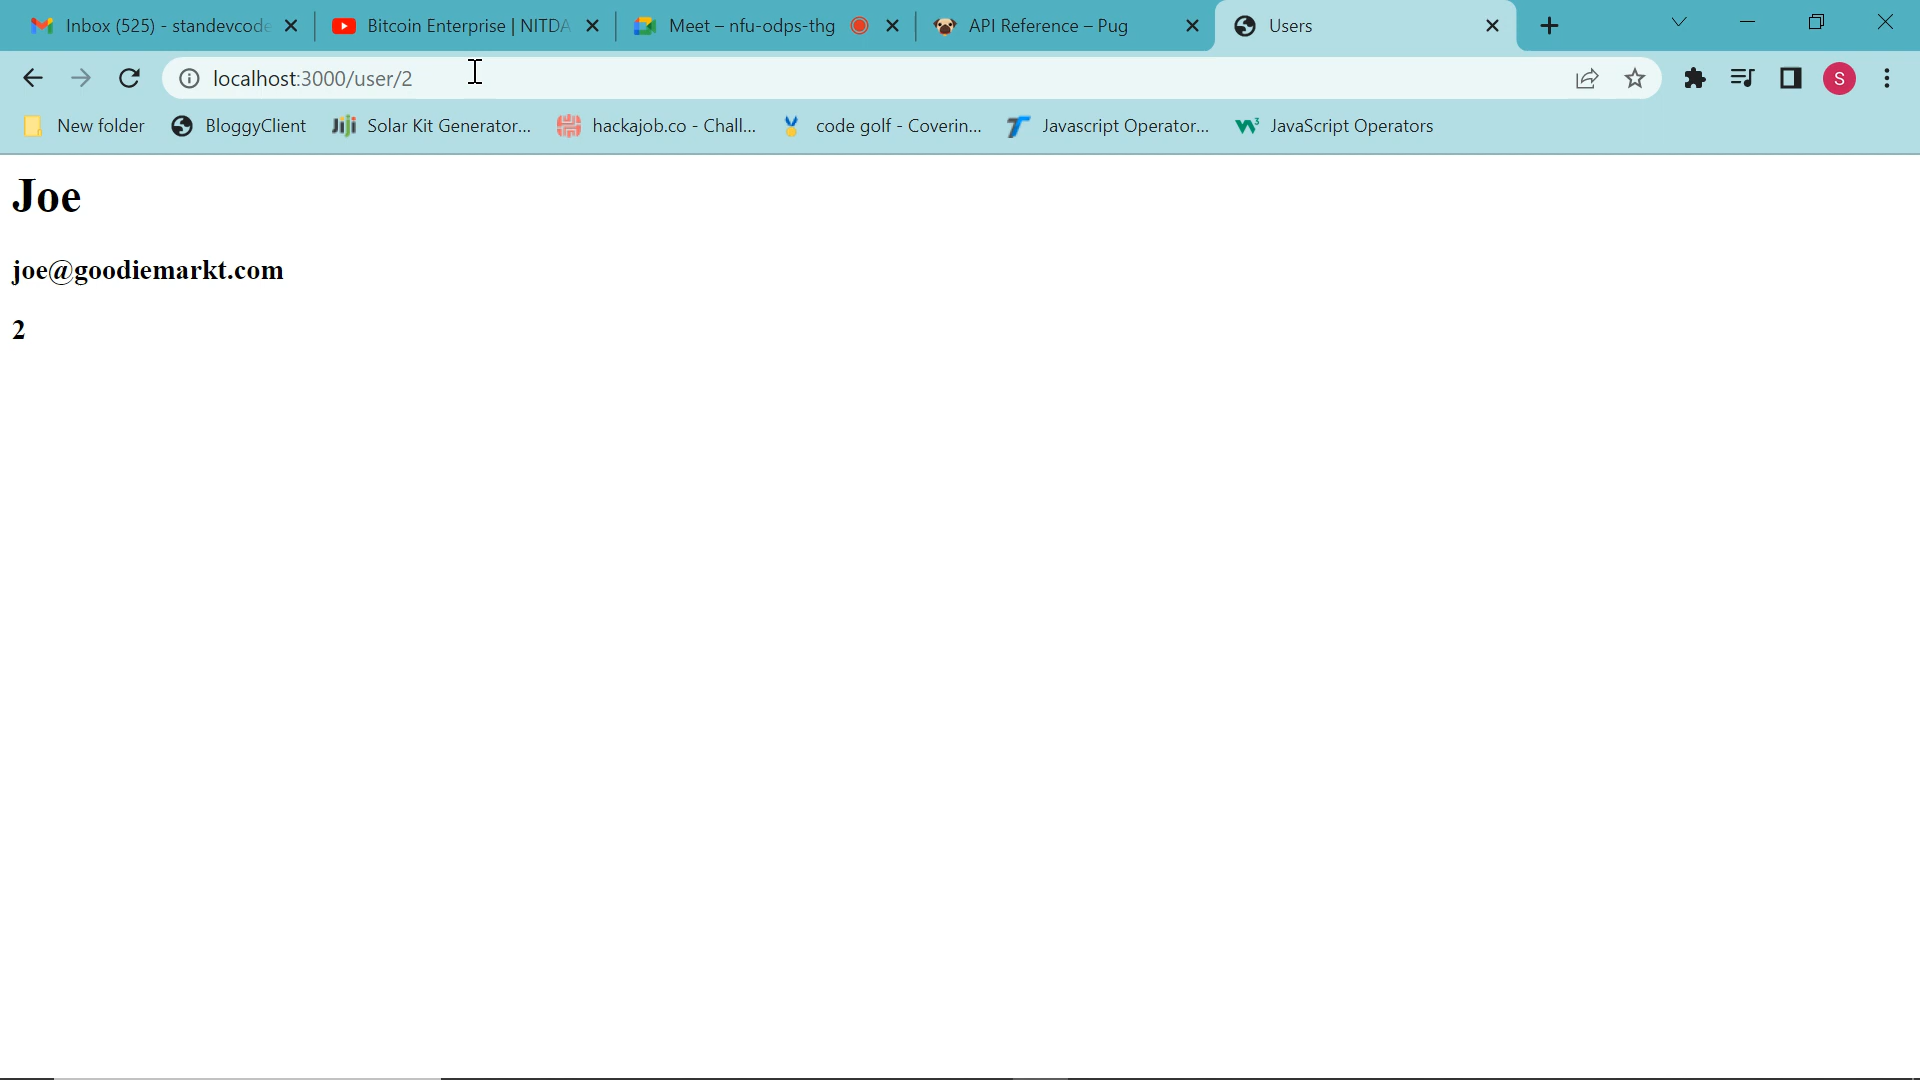 Inbox (525) - standevcode
Bitcoin Enterprise | NITDA
Meet – nfu-odps-thg
API Reference – Pug
Users
localhost:3000/user/2
S
New folder
BloggyClient
Solar Kit Generator...
hackajob.co - Chall...
code golf - Coverin...
Javascript Operator...
JavaScript Operators
Joe
joe@goodiemarkt.com
2